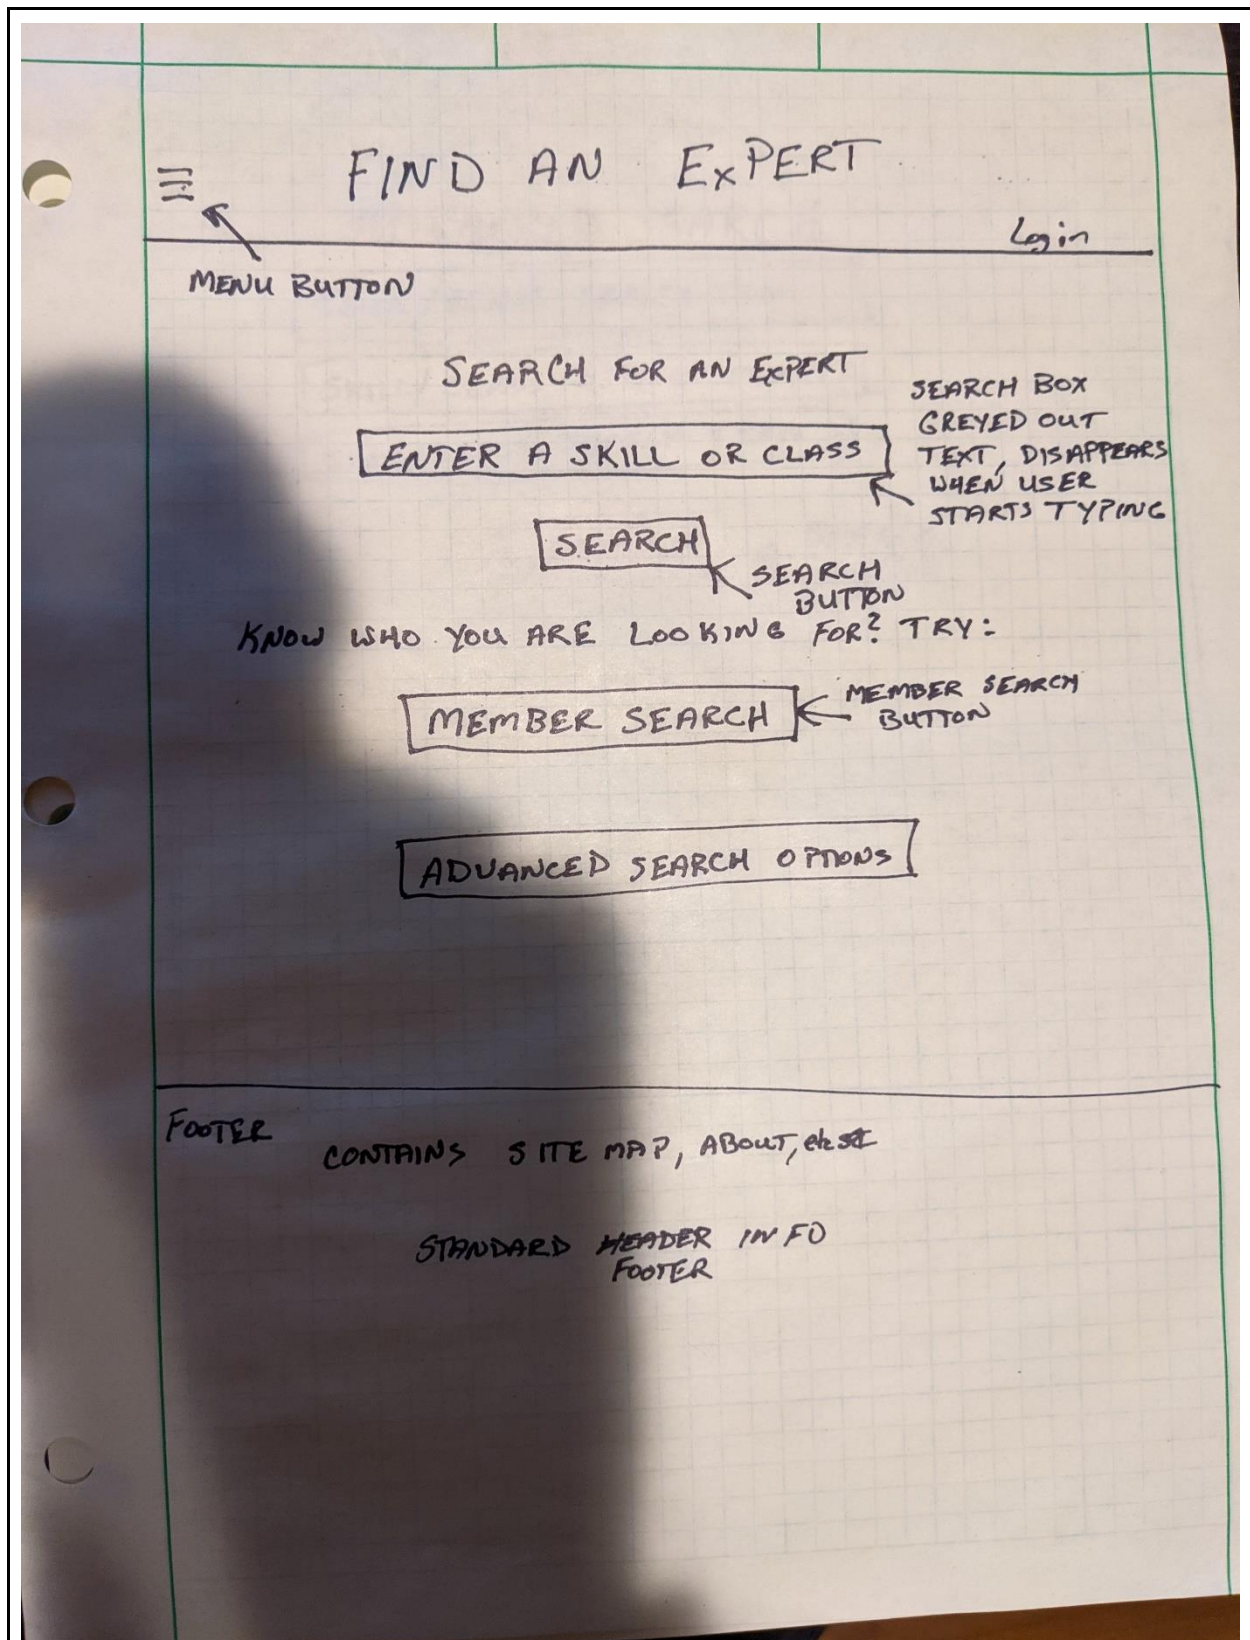 FIND AN ExPERT
Login
MENU BUTTON
SEARCH FOR AN ExPERT
ENTER A SKILL OR CLASS
SEARCH BOX
GREYED OUT
TEXT, DISAPPEARS
WHEN USER
STARTS TYPING
SEARCH
SEARCH
BUTTON
KNOW WHO YOU ARE LOOKING FOR? TRY:
MEMBER SEARCH
MEMBER SEARCH
BUTTON
ADVANCED SEARCH OPTIONS
FOOTER
CONTAINS SITE MAP, ABOUT, etc
STANDARD HEADER INFO
FOOTER